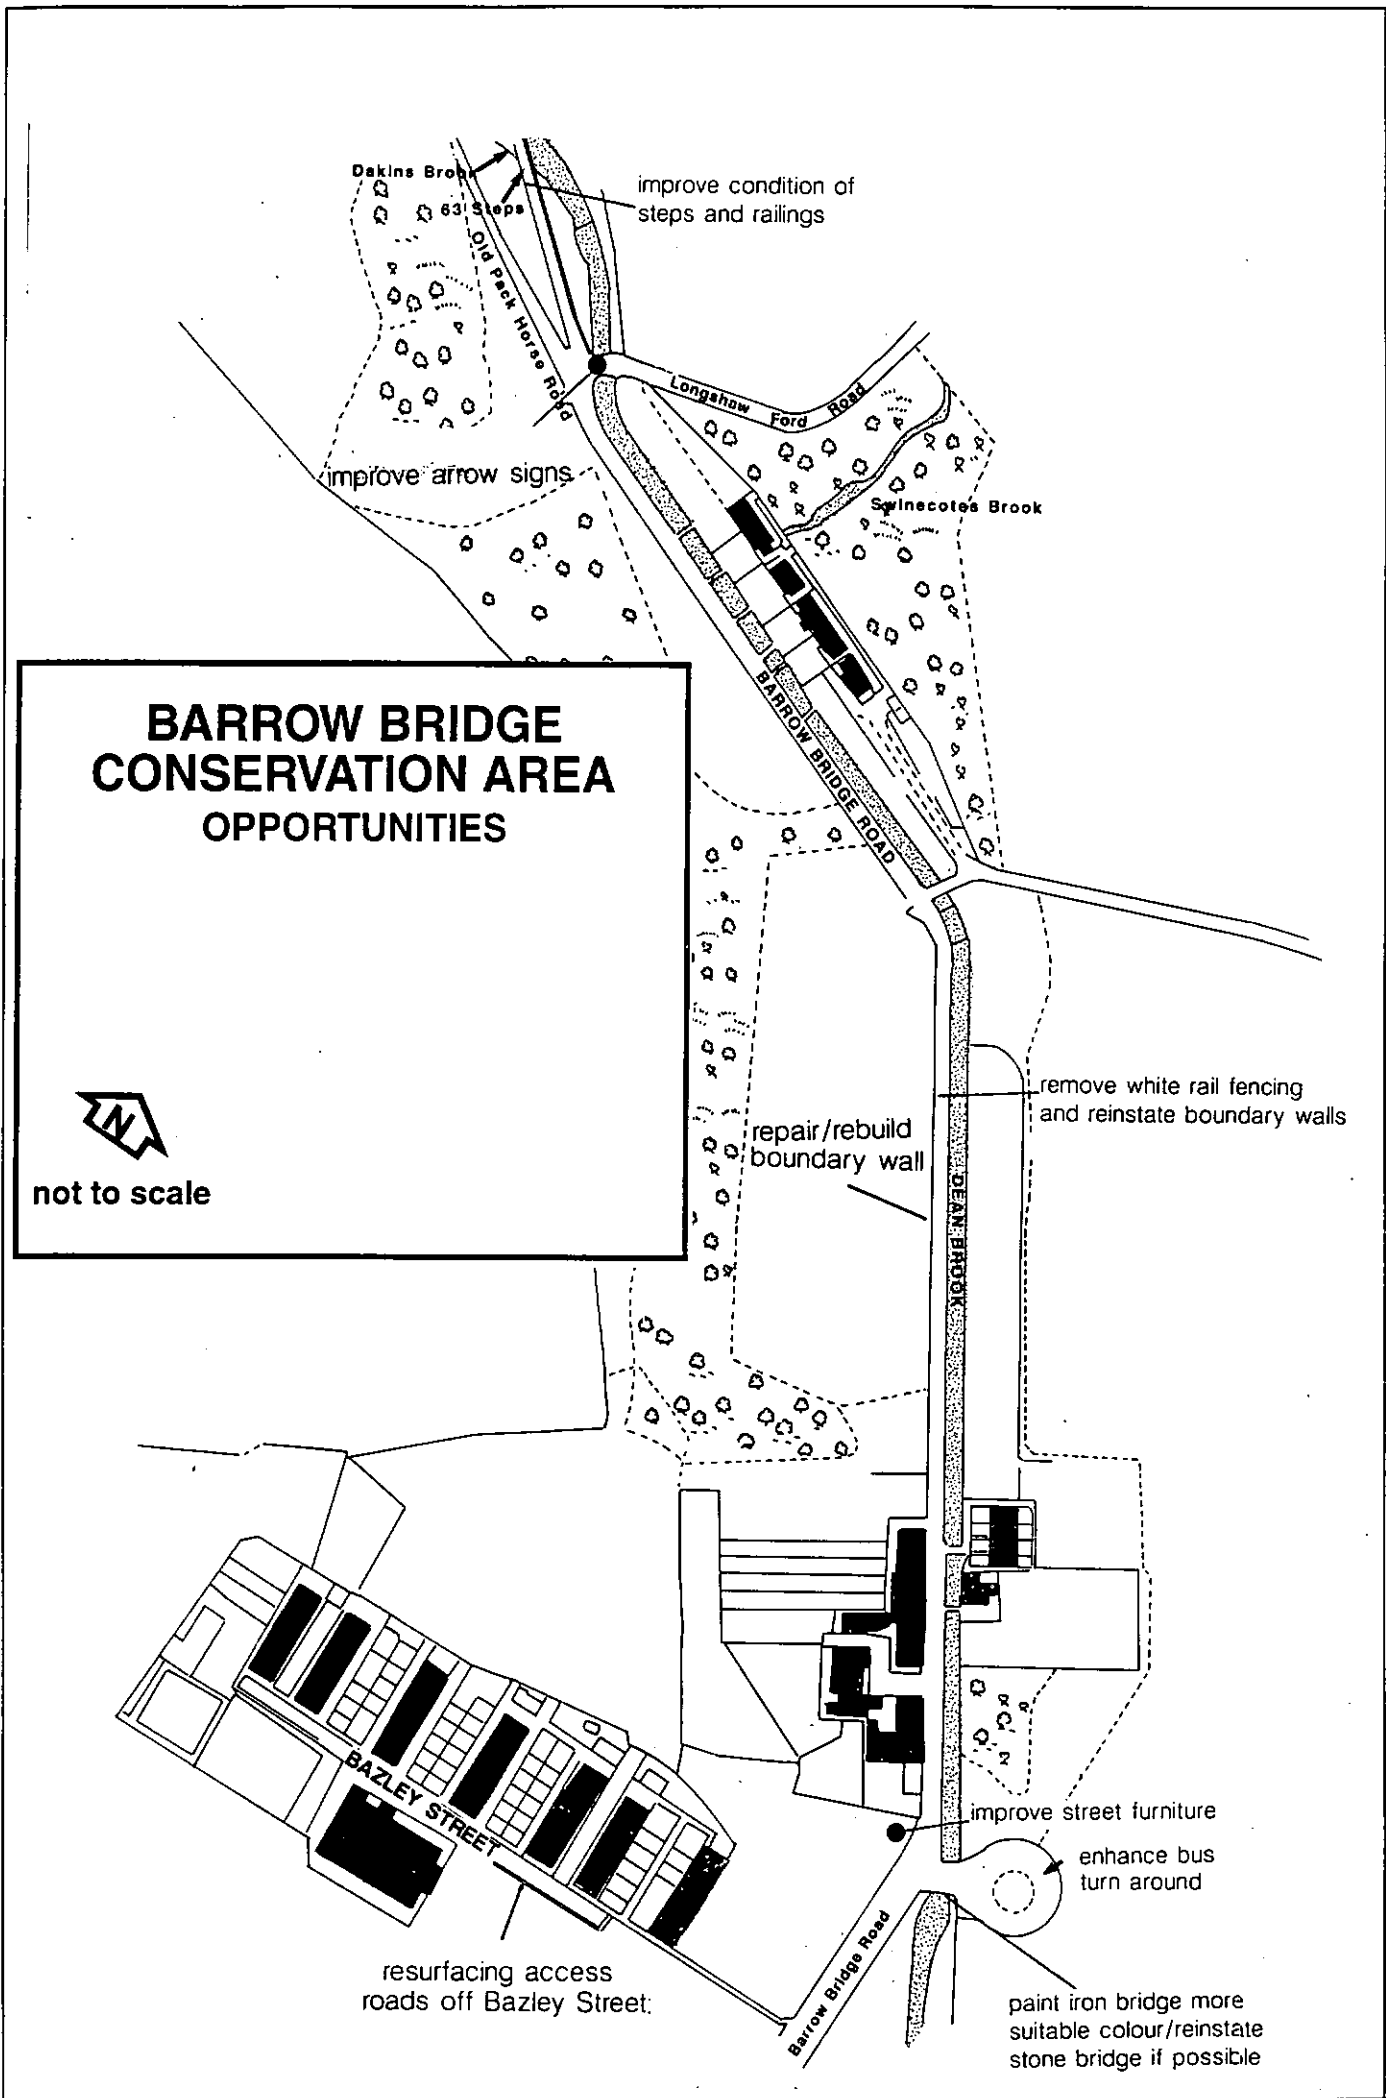 Dakins Brook
63 Steps
improve condition of
steps and railings
Old Pack Horse Road
Longshaw Ford Road
improve arrow signs
Swinecotes Brook
BARROW BRIDGE
CONSERVATION AREA
OPPORTUNITIES
BARROW BRIDGE ROAD
N
not to scale
remove white rail fencing
and reinstate boundary walls
repair/rebuild
boundary wall
DEAN BROOK
BAZLEY STREET
improve street furniture
enhance bus
turn around
Barrow Bridge Road
resurfacing access
roads off Bazley Street:
paint iron bridge more
suitable colour/reinstate
stone bridge if possible